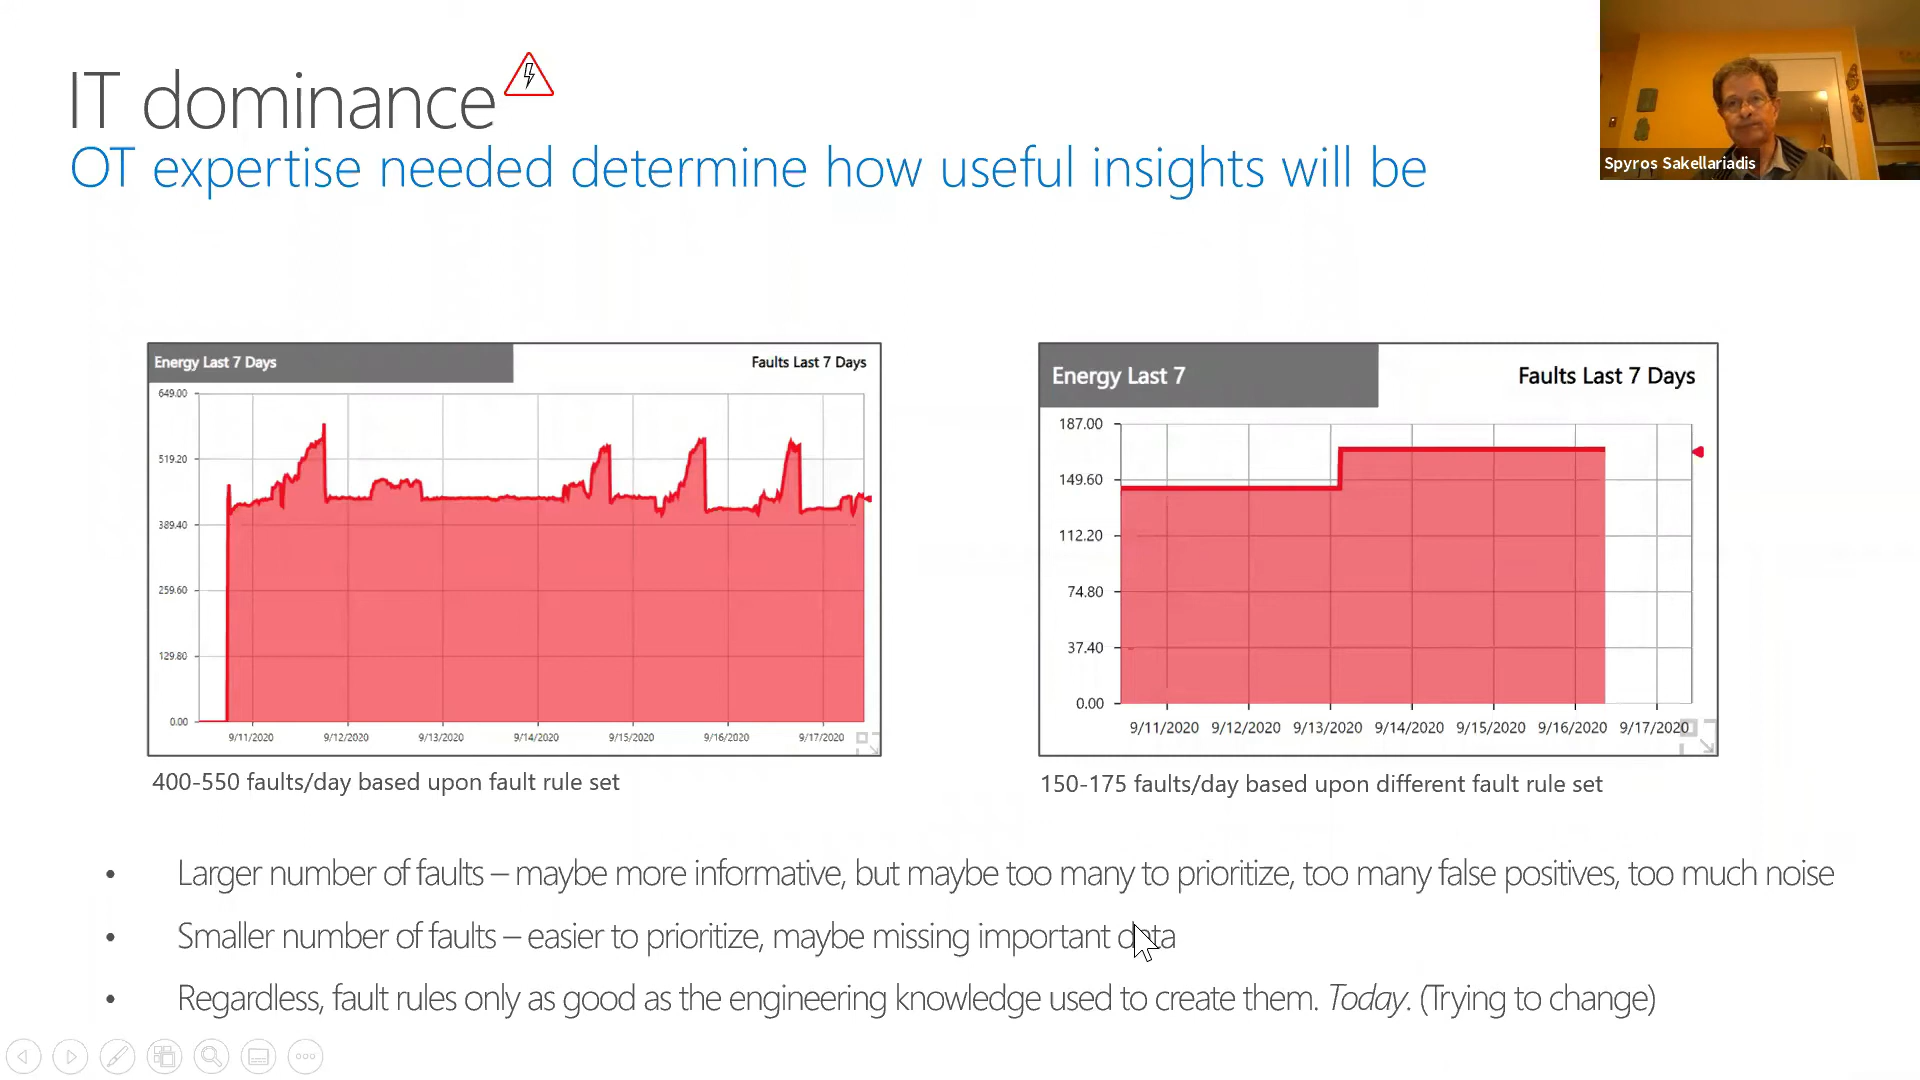 IT dominance
OT expertise needed determine how useful insights will be
Spyros Sakellariadis
Energy Last 7 Days
Faults Last 7 Days
649.00
519.20
389.40
259.60
129.80
0.00
9/11/2020 9/12/2020 9/13/2020 9/14/2020 9/15/2020 9/16/2020 9/17/2020
400-550 faults/day based upon fault rule set
Energy Last 7
Faults Last 7 Days
187.00
149.60
112.20
74.80
37.40
0.00
9/11/2020 9/12/2020 9/13/2020 9/14/2020 9/15/2020 9/16/2020 9/17/2020
150-175 faults/day based upon different fault rule set
• Larger number of faults – maybe more informative, but maybe too many to prioritize, too many false positives, too much noise
• Smaller number of faults – easier to prioritize, maybe missing important data
• Regardless, fault rules only as good as the engineering knowledge used to create them. Today. (Trying to change)